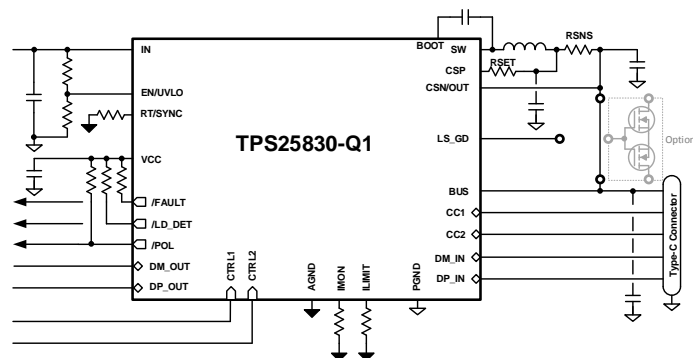 BOOT
SW
RSNS
IN
CSP
RSET
EN/UVLO
CSN/OUT
RT/SYNC
TPS25830-Q1
LS_GD
Option
VCC
BUS
/FAULT
CC1
/LD_DET
CC2
/POL
DM_IN
DM_OUT
DP_IN
DP_OUT
CTRL1
CTRL2
AGND
IMON
ILIMIT
PGND
Type-C Connector